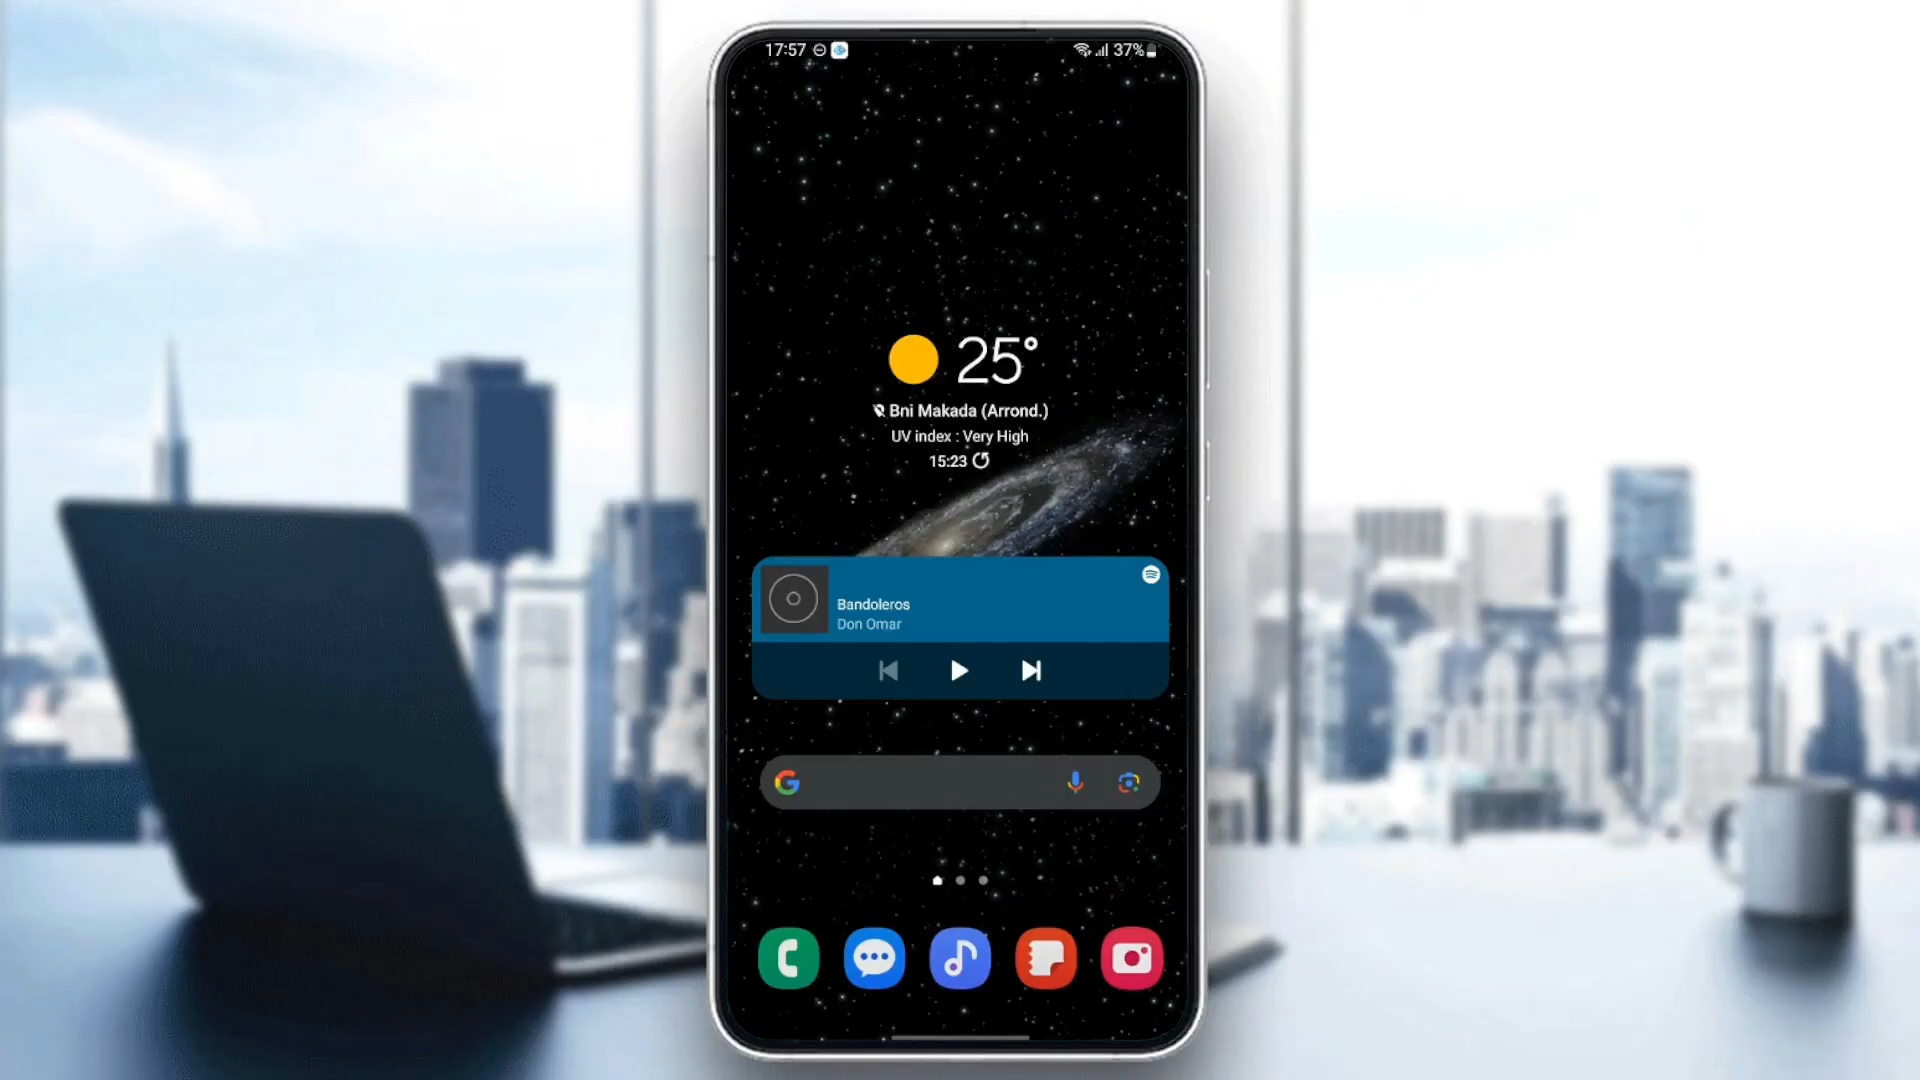 17:57
37%
25°
Bni Makada (Arrond.)
UV index : Very High
15:23
Bandoleros
Don Omar